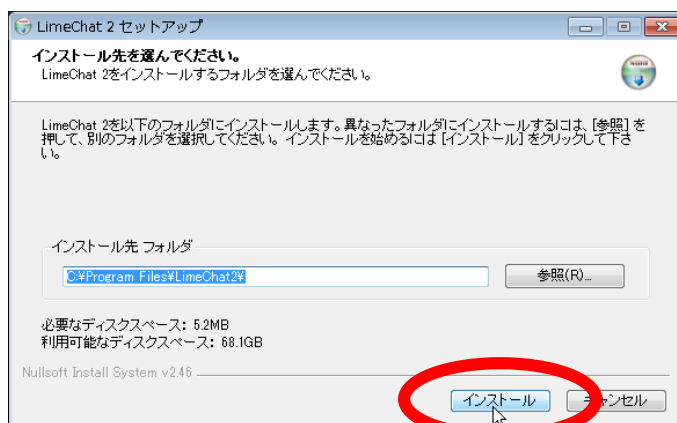 LimeChat 2 セットアップ
インストール先を選んでください。
LimeChat 2をインストールするフォルダを選んでください。
LimeChat 2を以下のフォルダにインストールします。異なったフォルダにインストールするには、[参照] を
押して、別のフォルダを選択してください。インストールを始めるには [インストール] をクリックして下さ
い。
インストール先 フォルダ
C:¥Program Files¥LimeChat2¥
参照(R)...
必要なディスクスペース: 5.2MB
利用可能なディスクスペース: 68.1GB
Nullsoft Install System v2.46
インストール
キャンセル